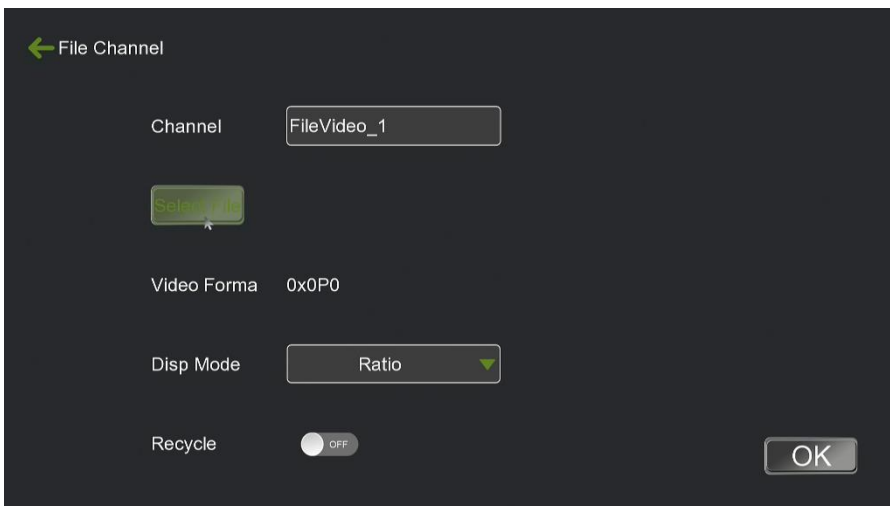 File Channel
Channel FileVideo_1
Select File
Video Forma 0x0P0
Disp Mode Ratio
Recycle OFF
OK